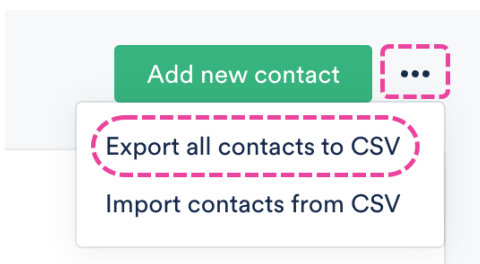 Add new contact •••
Export all contacts to CSV
Import contacts from CSV